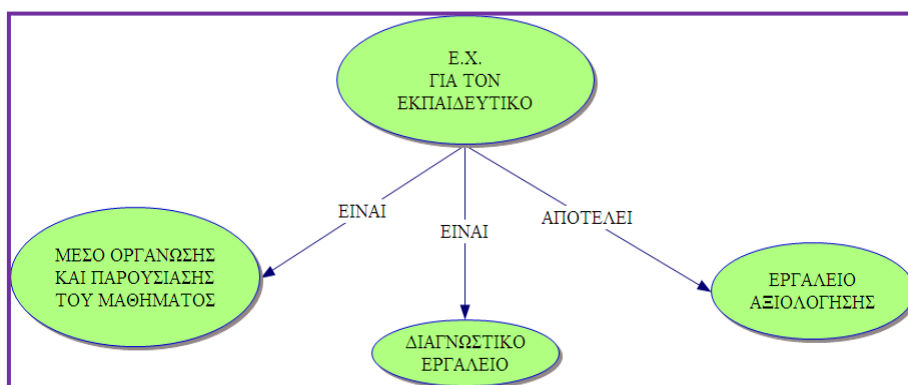 Ε.Χ.
ΓΙΑ ΤΟΝ
ΕΚΠΑΙΔΕΥΤΙΚΟ
ΕΙΝΑΙ
ΕΙΝΑΙ
ΑΠΟΤΕΛΕΙ
ΜΕΣΟ ΟΡΓΑΝΩΣΗΣ
ΚΑΙ ΠΑΡΟΥΣΙΑΣΗΣ
ΤΟΥ ΜΑΘΗΜΑΤΟΣ
ΔΙΑΓΝΩΣΤΙΚΟ
ΕΡΓΑΛΕΙΟ
ΕΡΓΑΛΕΙΟ
ΑΞΙΟΛΟΓΗΣΗΣ